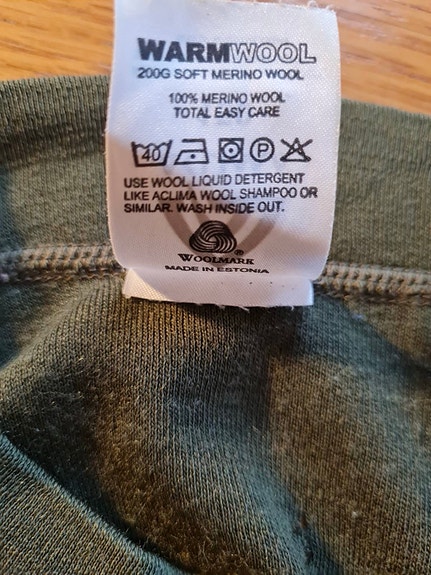 WARMWOOL
200G SOFT MERINO WOOL
100% MERINO WOOL
TOTAL EASY CARE
40 P
USE WOOL LIQUID DETERGENT
LIKE ACLIMA WOOL SHAMPOO OR
SIMILAR. WASH INSIDE OUT.
WOOLMARK
MADE IN ESTONIA